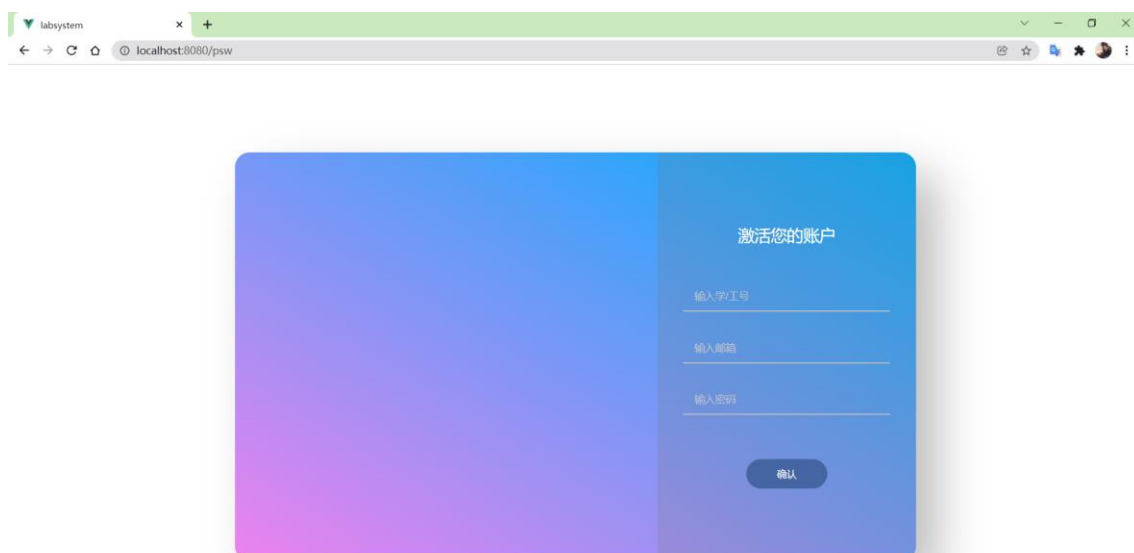 labsystem
localhost:8080/psw
激活您的账户
输入学/工号
输入邮箱
输入密码
确认